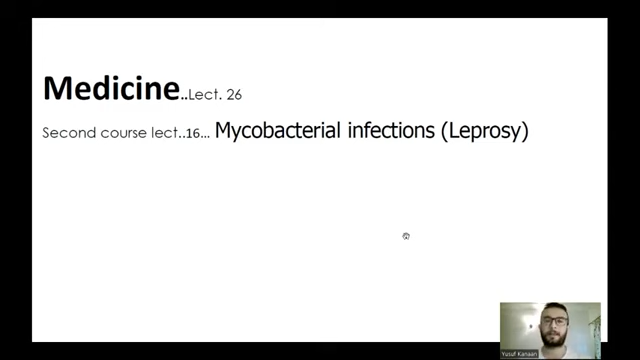 Medicine..Lect. 26
Second course lect..16... Mycobacterial infections (Leprosy)
Yusuf Kanaan